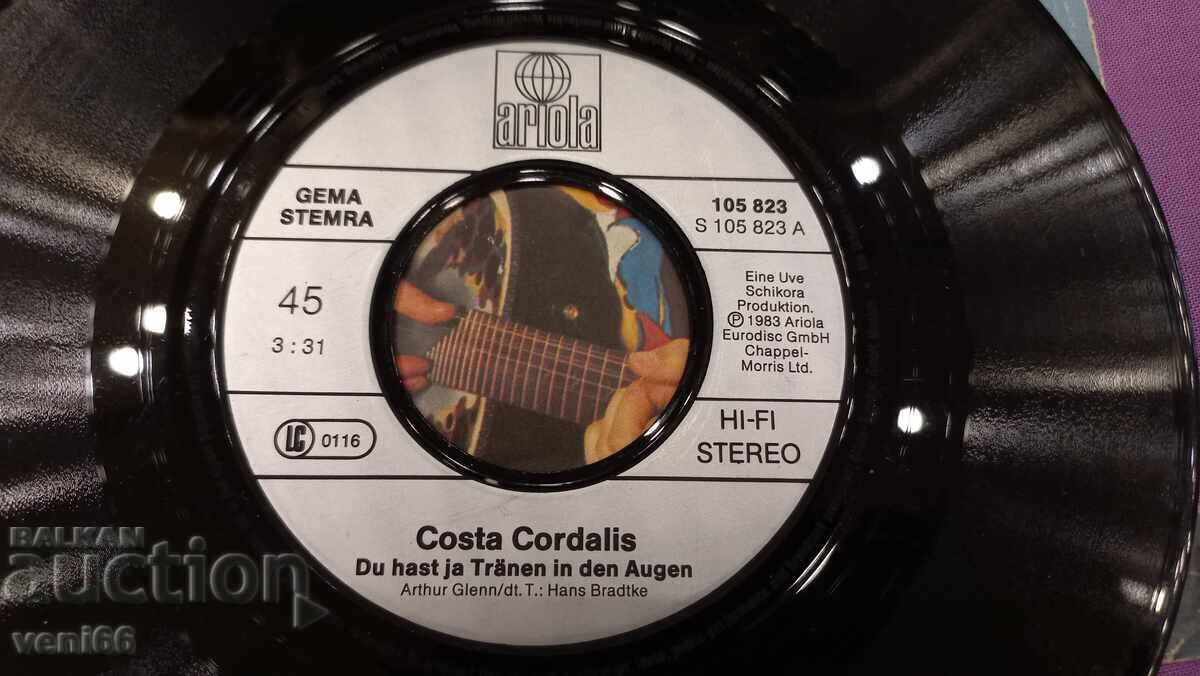 ariola
GEMA
STEMRA
45
3 : 31
LC 0116
105 823
S 105 823 A
Eine Uve
Schikora
Produktion.
Ⓟ 1983 Ariola
Eurodisc GmbH
Chappel-
Morris Ltd.
HI-FI
STEREO
Costa Cordalis
Du hast ja Tränen in den Augen
Arthur Glenn/dt. T.: Hans Bradtke
BALKAN
auction
veni66